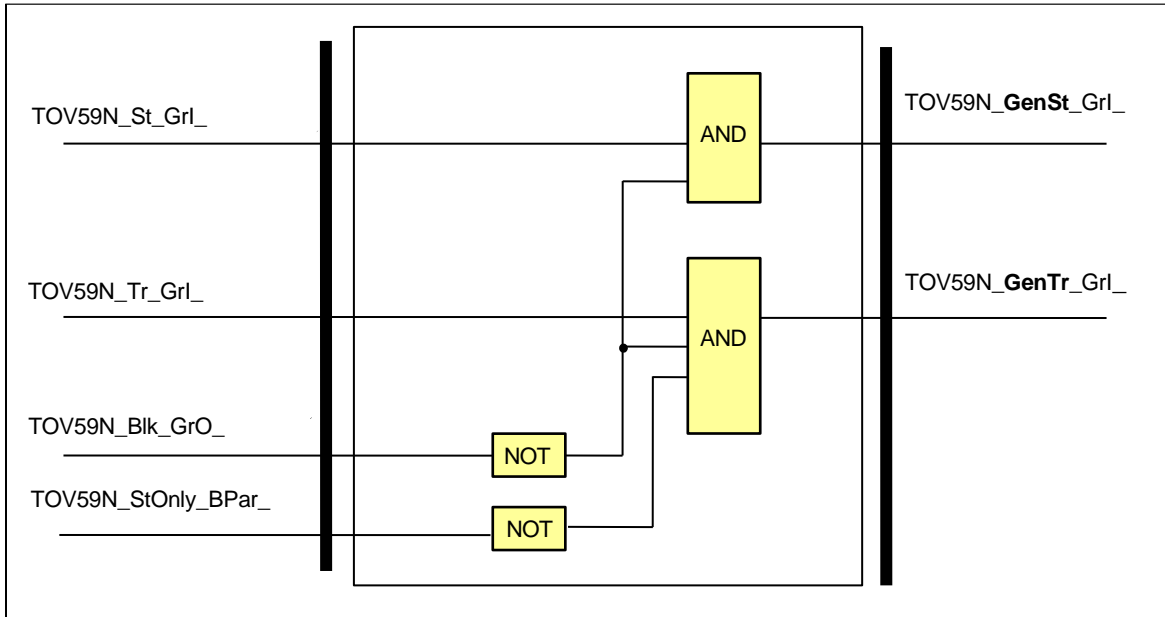 TOV59N_St_GrI_
AND
TOV59N_GenSt_GrI_
TOV59N_Tr_GrI_
AND
TOV59N_GenTr_GrI_
TOV59N_Blk_GrO_
NOT
TOV59N_StOnly_BPar_
NOT